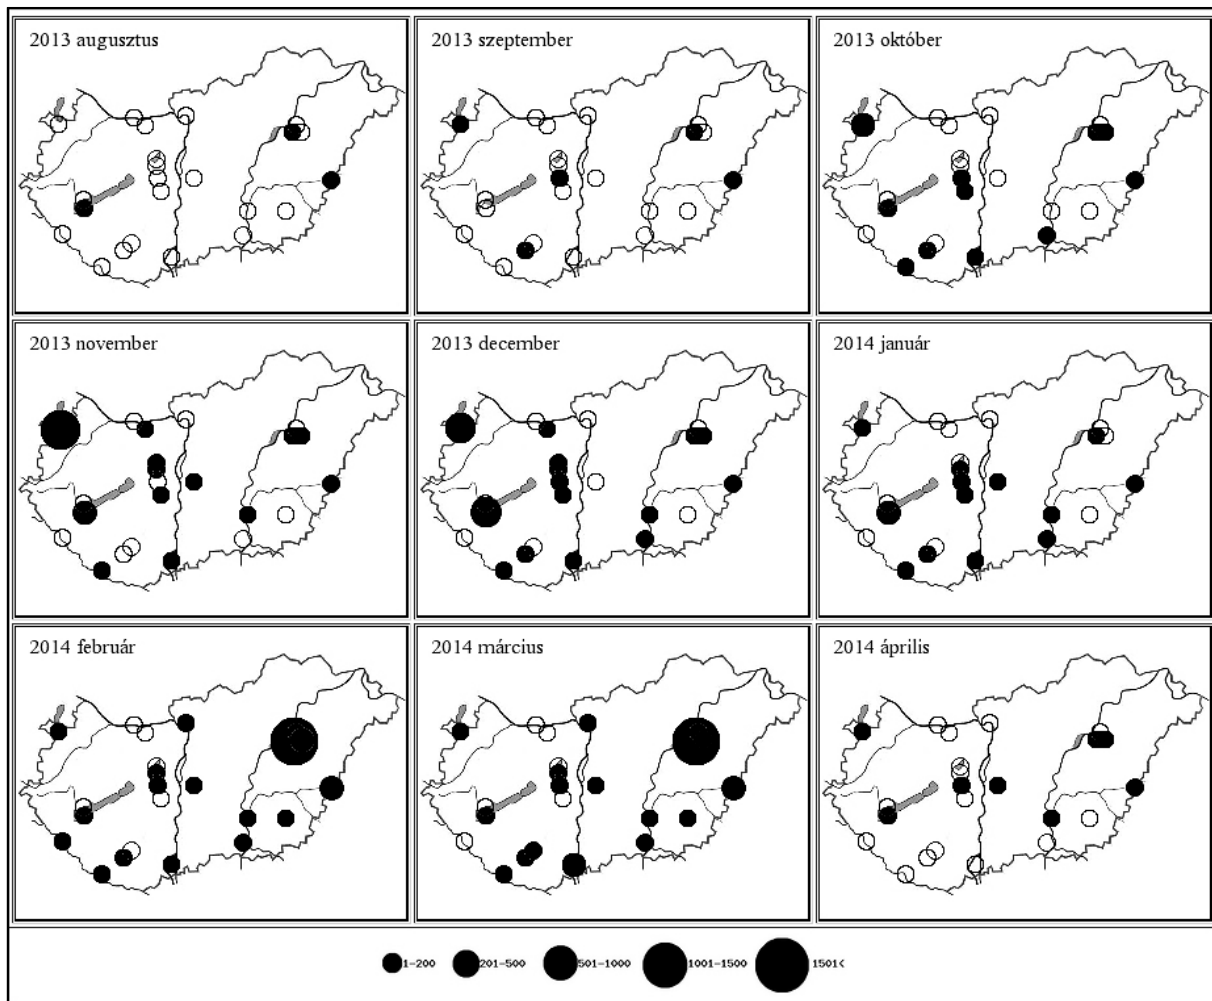 2013 augusztus
2013 szeptember
2013 október
2013 november
2013 december
2014 január
2014 február
2014 március
2014 április
1-200 201-500 501-1000 1001-1500 1501<